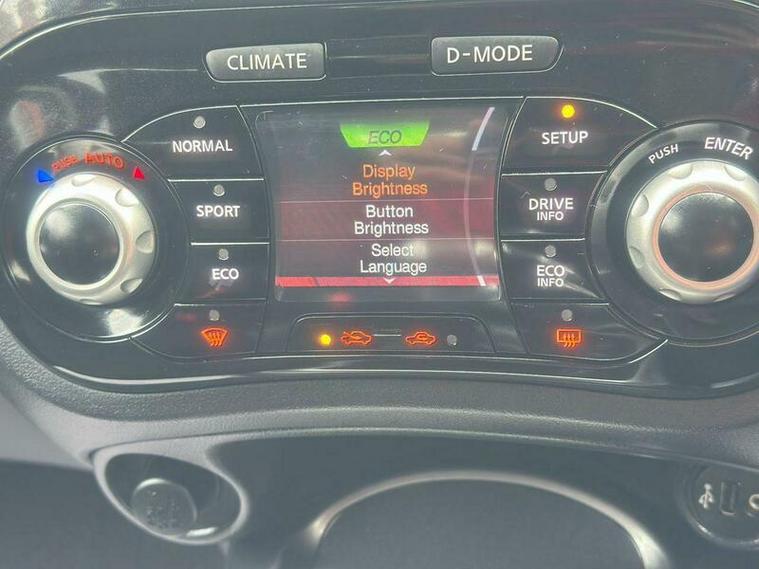 CLIMATE
D-MODE
NORMAL
SPORT
ECO
PUSH AUTO
ECO
Display
Brightness
Button
Brightness
Select
Language
SETUP
DRIVE
INFO
ECO
INFO
PUSH ENTER